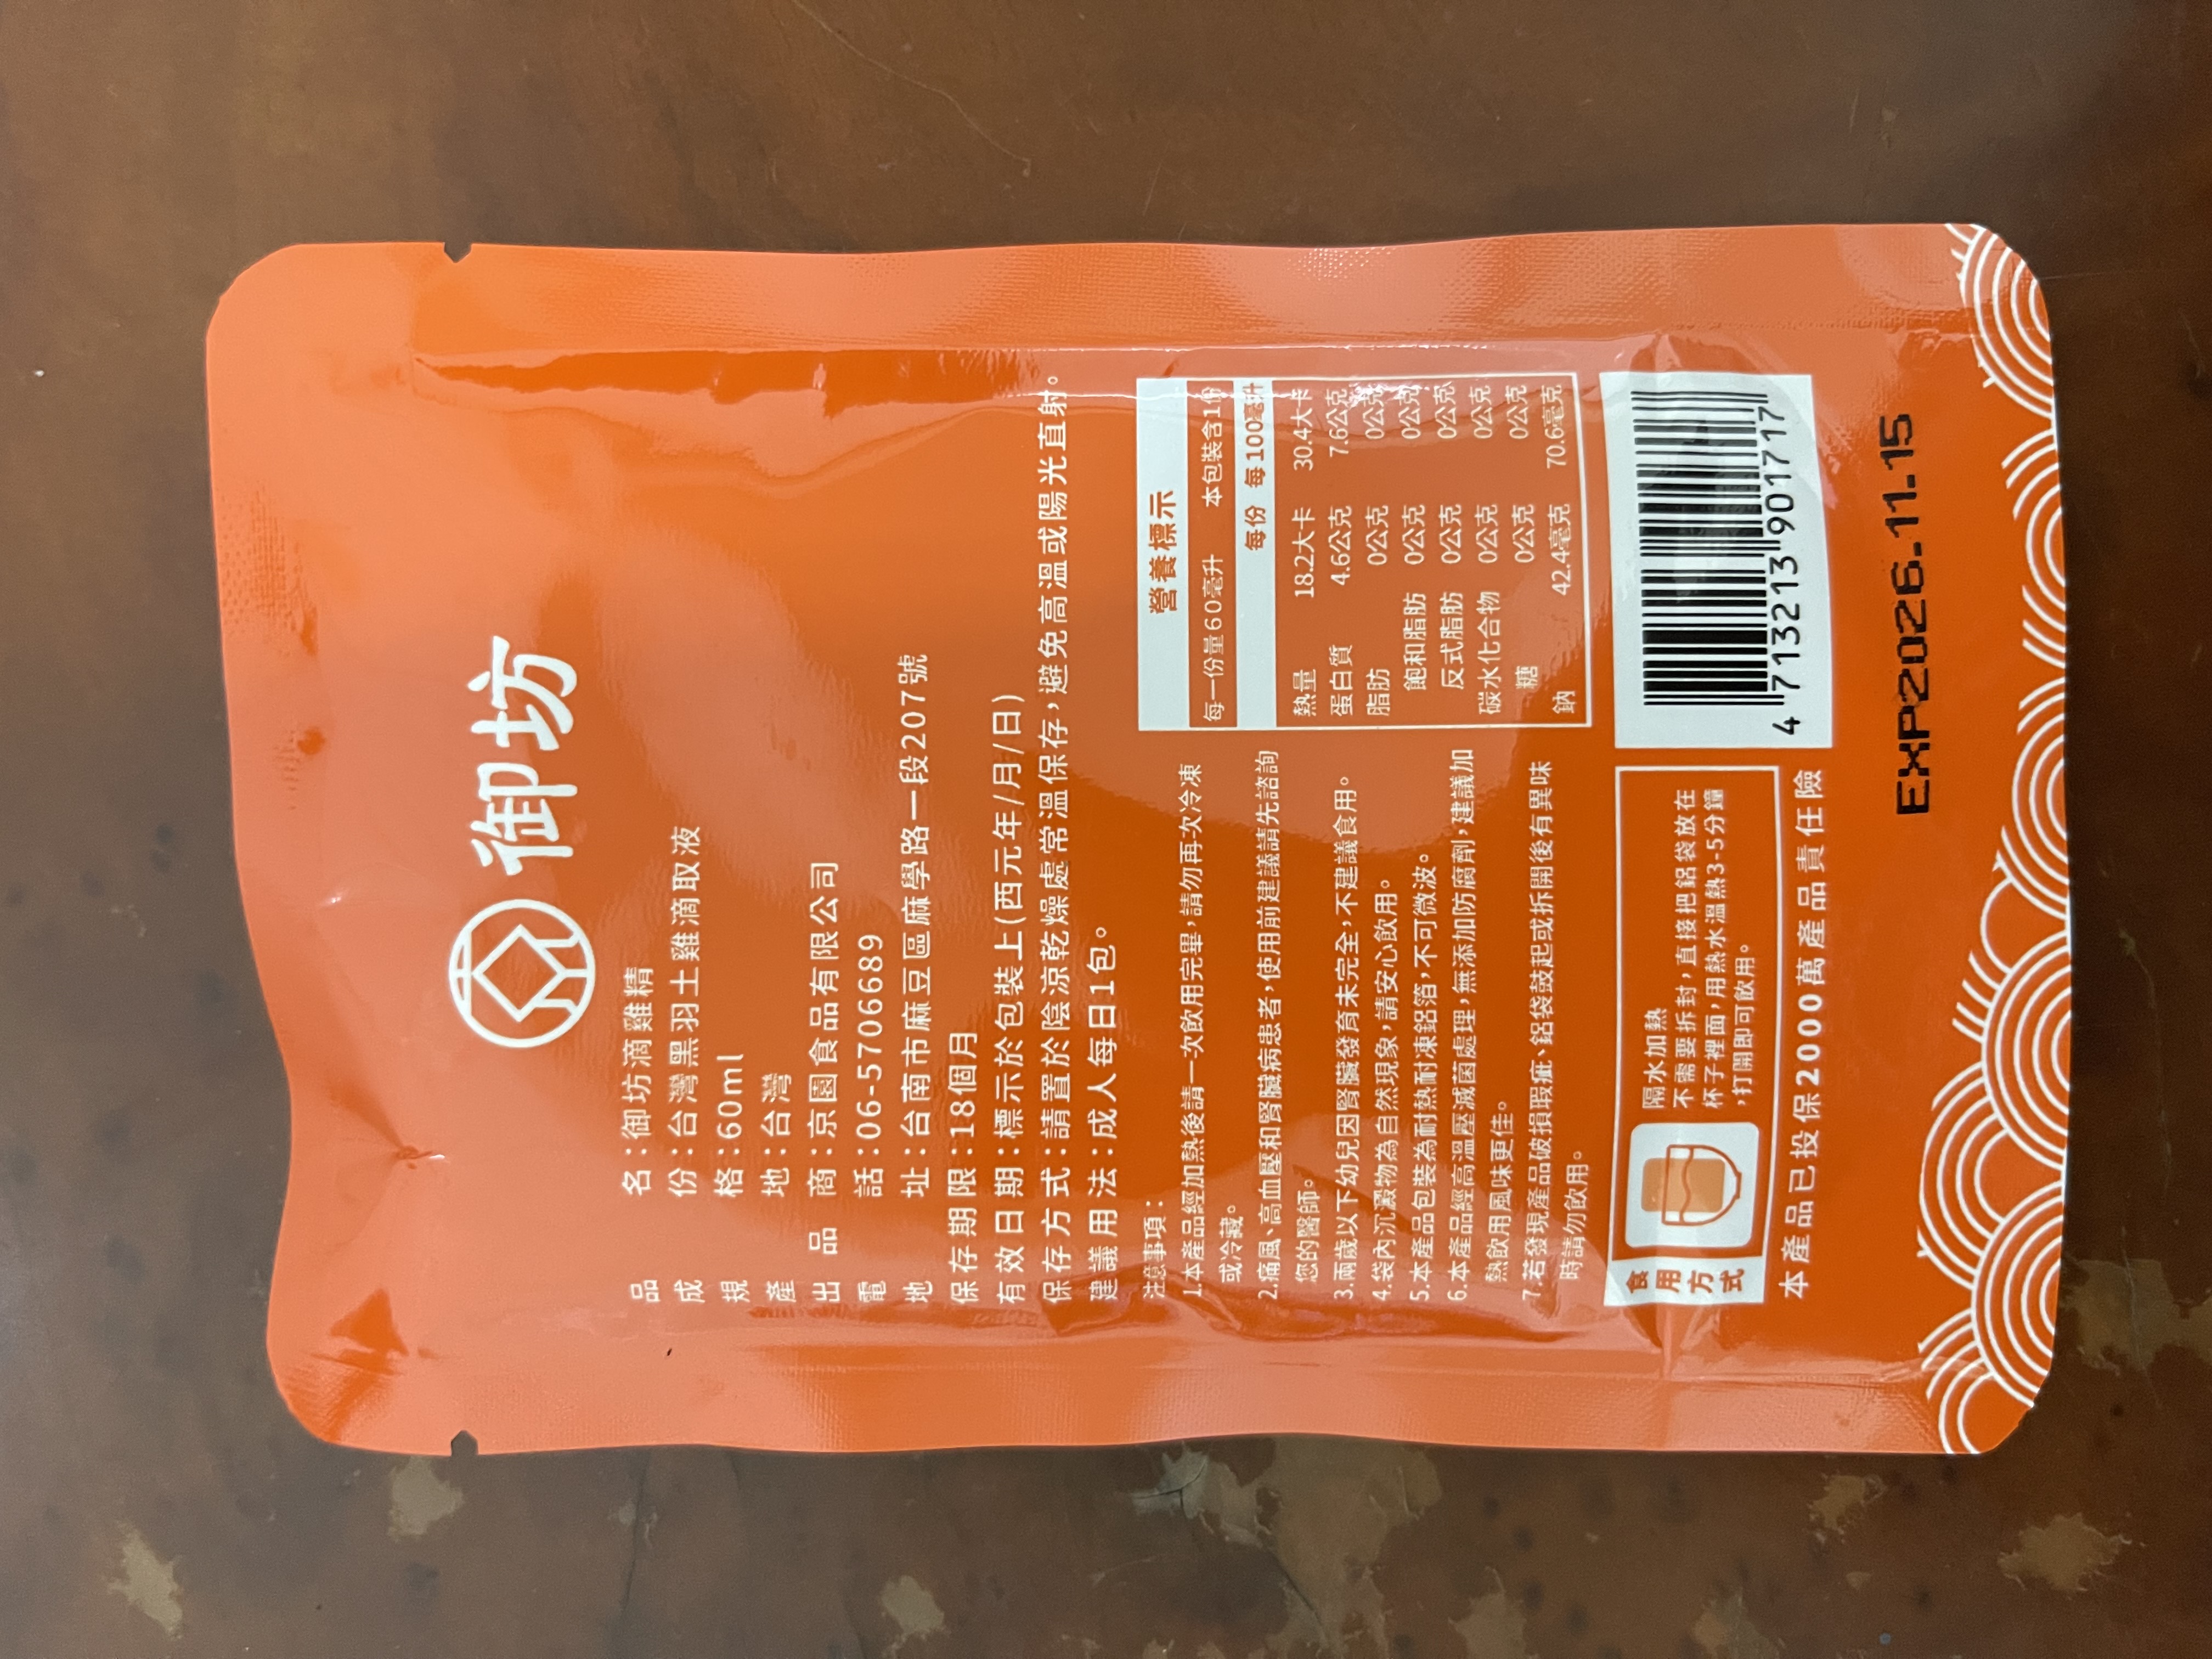 御坊
品名：御坊滴雞精
成份：台灣黑羽土雞滴取液
規格：60ml
產地：台灣
出品商：京園食品有限公司
電話：06-5706689
地址：台南市麻豆區麻學路一段207號
保存期限：18個月
有效日期：標示於包裝上(西元年/月/日)
保存方式：請置於陰涼乾燥處常溫保存，避免高溫或陽光直射。
建議用法：成人每日1包。
注意事項：
1.本產品經加熱後請一次飲用完畢，請勿再次冷凍
或冷藏。
2.痛風、高血壓和腎臟病患者，使用前建議請先諮詢
您的醫師。
3.兩歲以下幼兒因腎臟發育未完全，不建議食用。
4.袋內沉澱物為自然現象，請安心飲用。
5.本產品包裝為耐熱耐凍鋁箔，不可微波。
6.本產品經高溫高壓滅菌處理，無添加防腐劑，建議加
熱飲用風味更佳。
7.若發現產品破損瑕疵、鋁袋鼓起或拆開後有異味
時請勿飲用。
營養標示
每一份量60毫升 本包裝含1份
每份 每100毫升
熱量 18.2大卡 30.4大卡
蛋白質 4.6公克 7.6公克
脂肪 0公克 0公克
飽和脂肪 0公克 0公克
反式脂肪 0公克 0公克
碳水化合物 0公克 0公克
糖 0公克 0公克
鈉 42.4毫克 70.6毫克
食用方式
隔水加熱
不需要拆封，直接把鋁袋放在
杯子裡面，用熱水溫熱3-5分鐘
，打開即可飲用。
4 713213 901717
本產品已投保2000萬產品責任險
EXP2026.11.15